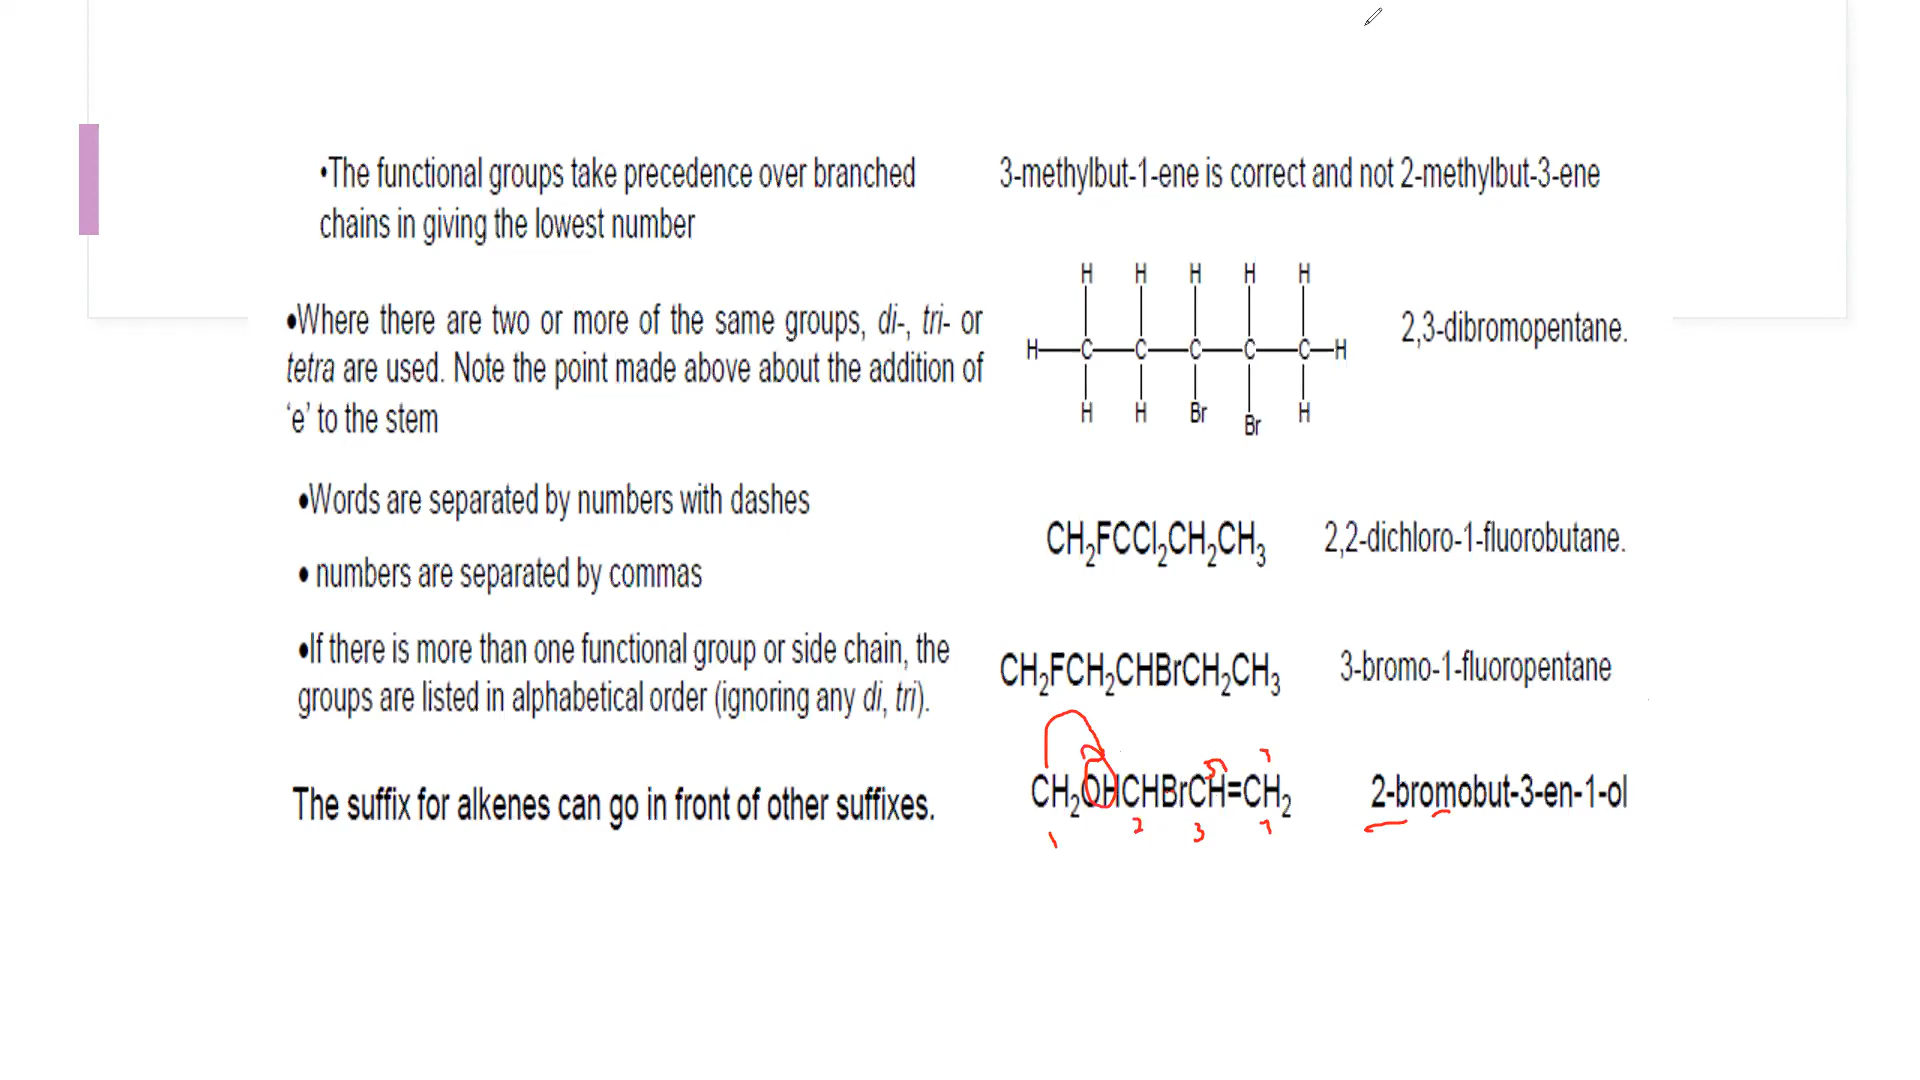 •The functional groups take precedence over branched
chains in giving the lowest number
3-methylbut-1-ene is correct and not 2-methylbut-3-ene
•Where there are two or more of the same groups, di-, tri- or
tetra are used. Note the point made above about the addition of
‘e’ to the stem
H H H H H
H C C C C C H
H H Br Br H
2,3-dibromopentane.
•Words are separated by numbers with dashes
• numbers are separated by commas
CH₂FCCl₂CH₂CH₃
2,2-dichloro-1-fluorobutane.
•If there is more than one functional group or side chain, the
groups are listed in alphabetical order (ignoring any di, tri).
CH₂FCH₂CHBrCH₂CH₃
3-bromo-1-fluoropentane
The suffix for alkenes can go in front of other suffixes.
CH₂OHCHBrCH=CH₂
1 2 3
2-bromobut-3-en-1-ol